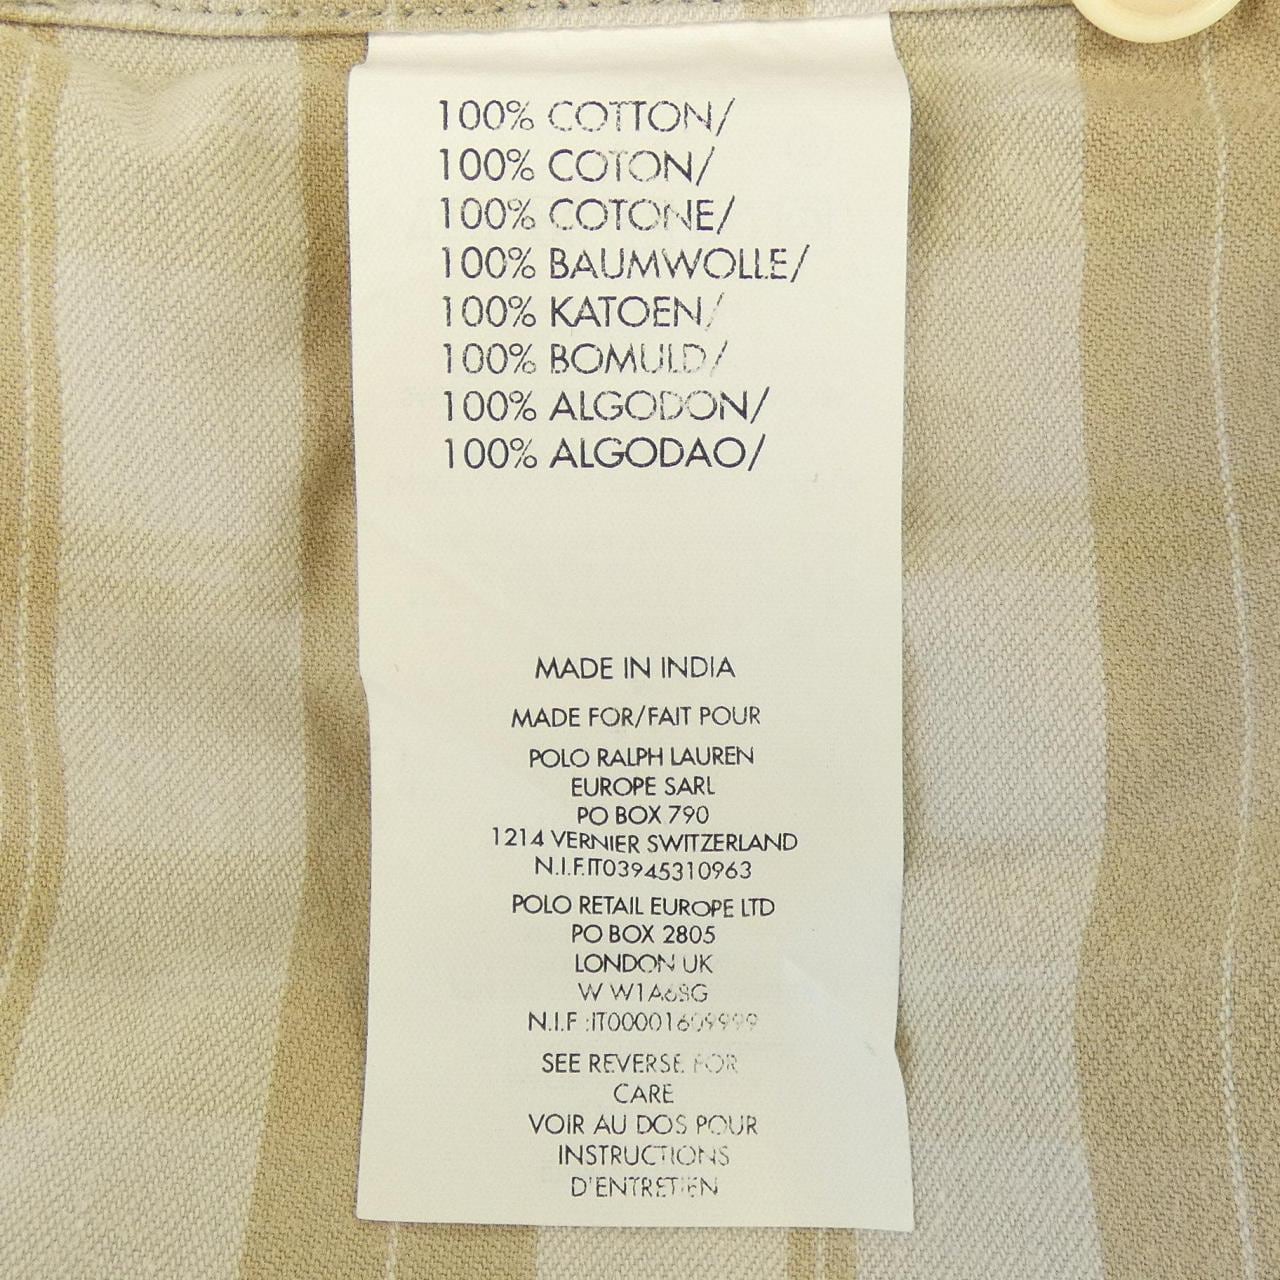 100% COTTON/
100% COTON/
100% COTONE/
100% BAUMWOLLE/
100% KATOEN/
100% BOMULD/
100% ALGODON/
100% ALGODAO/
MADE IN INDIA
MADE FOR/FAIT POUR
POLO RALPH LAUREN
EUROPE SARL
PO BOX 790
1214 VERNIER SWITZERLAND
N.I.F.IT03945310963
POLO RETAIL EUROPE LTD
PO BOX 2805
LONDON UK
W W1A6SG
N.I.F :IT00001609999
SEE REVERSE FOR
CARE
VOIR AU DOS POUR
INSTRUCTIONS
D'ENTRETIEN